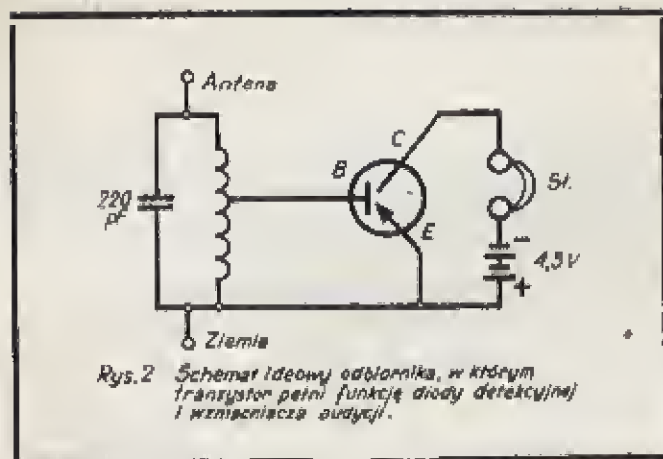 Antena
C
B
220
pF
Sł.
E
-
4,5V
+
Ziemia
Rys.2 Schemat ideowy odbiornika, w którym
tranzystor pełni funkcję diody detekcyjnej
i wzmacniacza audycji.